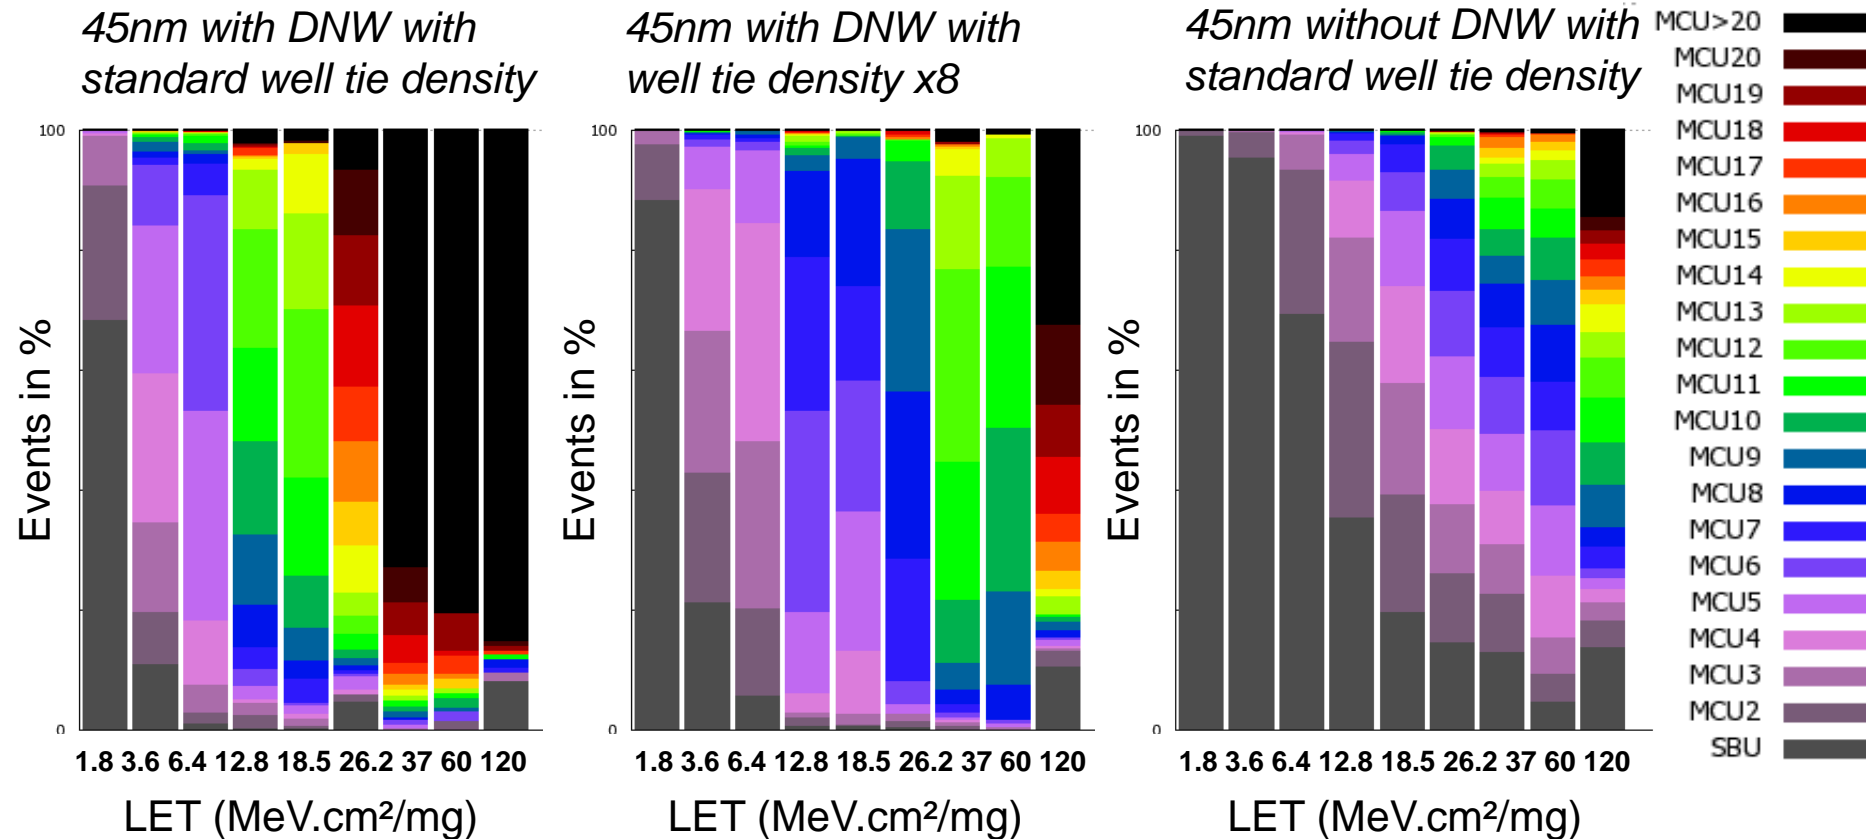 45nm with DNW with
standard well tie density
45nm with DNW with
well tie density x8
45nm without DNW with
standard well tie density
MCU>20
MCU20
MCU19
MCU18
MCU17
MCU16
MCU15
MCU14
MCU13
MCU12
MCU11
MCU10
MCU9
MCU8
MCU7
MCU6
MCU5
MCU4
MCU3
MCU2
SBU
100
0
Events in %
1.8 3.6 6.4 12.8 18.5 26.2 37 60 120
LET (MeV.cm²/mg)
100
0
Events in %
1.8 3.6 6.4 12.8 18.5 26.2 37 60 120
LET (MeV.cm²/mg)
100
0
Events in %
1.8 3.6 6.4 12.8 18.5 26.2 37 60 120
LET (MeV.cm²/mg)